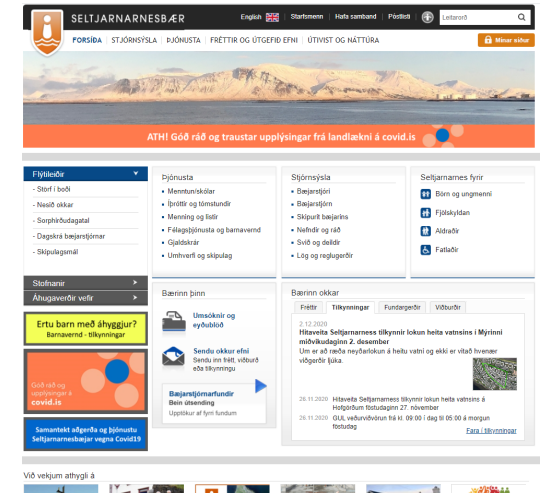 SELTJARNARNESBÆR
English
Startsmenn
Hafa samband
Póstlisti
Leitarorð
FORSÍÐA
STJÓRNSÝSLA
ÞJÓNUSTA
FRÉTTIR OG ÚTGEFIÐ EFNI
ÚTIVIST OG NÁTTÚRA
Mínar síður
ATH! Góð ráð og traustar upplýsingar frá landlækni á covid.is
Flýtileiðir
- Störf í boði
- Nesið okkar
- Sorphirðudagatal
- Dagskrá bæjarstjórnar
- Skipulagsmál
Stofnanir
Áhugaverðir vefir
Ertu barn með áhyggjur?
Barnavernd - tilkynningar
Góð ráð og
upplýsingar á
covid.is
Samantekt aðgerða og þjónustu
Seltjarnarnesbæjar vegna Covid19
Þjónusta
Menntun/skólar
Íþróttir og tómstundir
Menning og listir
Félagsþjónusta og barnavernd
Gjaldskrár
Umhverfi og skipulag
Stjórnsýsla
Bæjarstjóri
Bæjarstjórn
Skipurit bæjarins
Nefndir og ráð
Svið og deildir
Lög og reglugerðir
Seltjarnarnes fyrir
Börn og ungmenni
Fjölskyldan
Aldraðir
Fatlaðir
Bærinn þinn
Umsóknir og
eyðublöð
Sendu okkur efni
Sendu inn frétt, viðburð
eða tilkynningu
Bæjarstjórnarfundir
Bein útsending
Upptökur af fyrri fundum
Bærinn okkar
Fréttir
Tilkynningar
Fundargerðir
Viðburðir
2.12.2020
Hitaveita Seltjarnarness tilkynnir lokun heita vatnsins í Mýrinni
miðvikudaginn 2. desember
Um er að ræða neyðarlokun á heitu vatni og ekki er vitað hvenær
viðgerðir ljúka.
26.11.2020 Hitaveita Seltjarnarness tilkynnir lokun heita vatnsins á
Hofgörðum föstudaginn 27. nóvember
26.11.2020 GUL veðurviðvörun frá kl. 09:00 í dag til 05:00 á morgun
föstudag
Fara í tilkynningar
Við vekjum athygli á